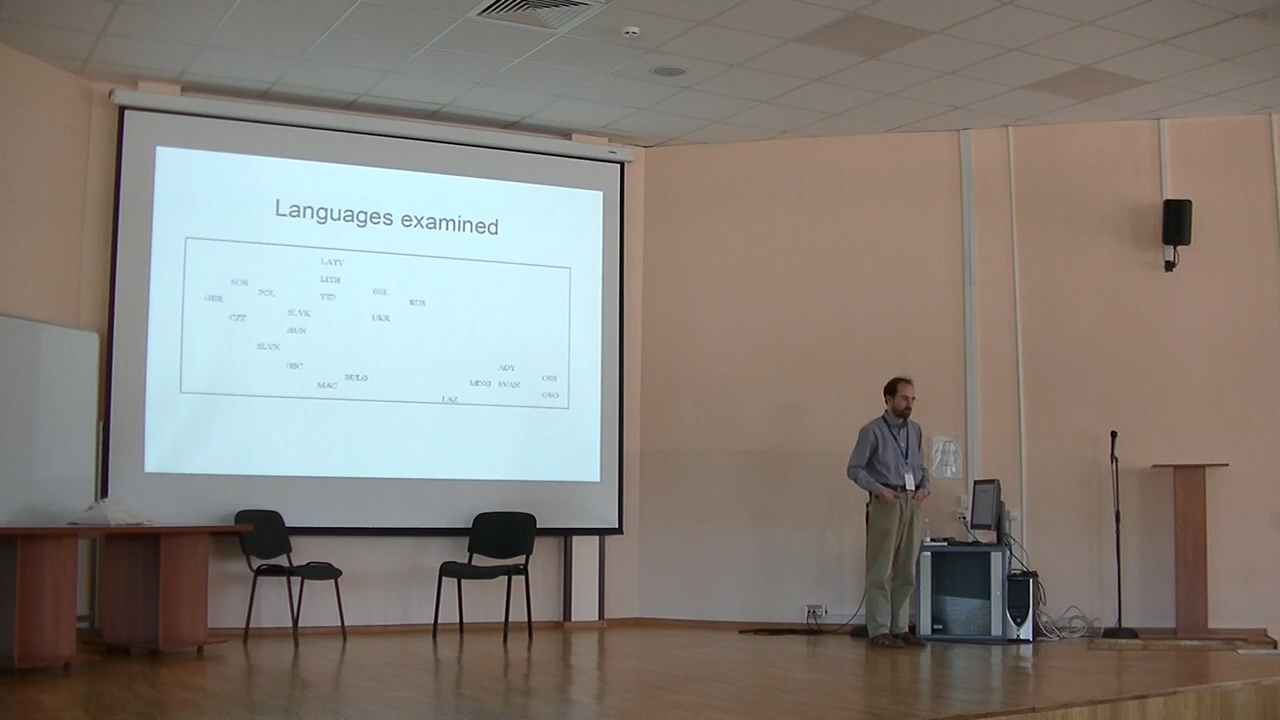 Languages examined
LATV
SOR LITH
GER POL YID BEL RUS
CZE SLVK UKR
HUN
SLVN
BSC ADY
MAC BULG MING SVAN OSS
LAZ GEO